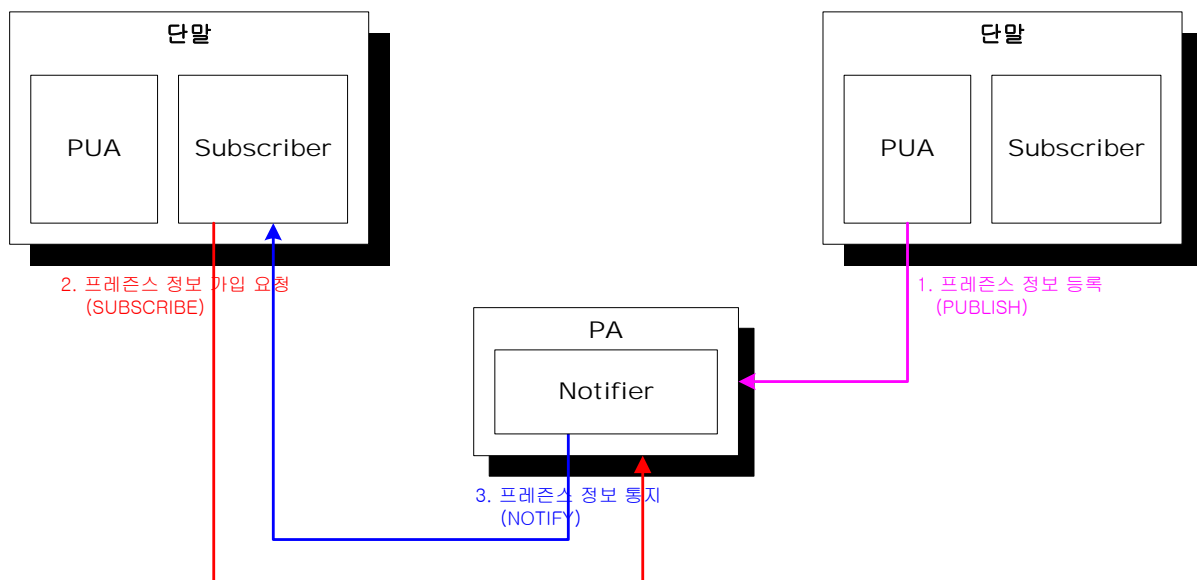 단말
PUA
Subscriber
단말
PUA
Subscriber
2. 프레즌스 정보 가입 요청
(SUBSCRIBE)
1. 프레즌스 정보 등록
(PUBLISH)
PA
Notifier
3. 프레즌스 정보 통지
(NOTIFY)